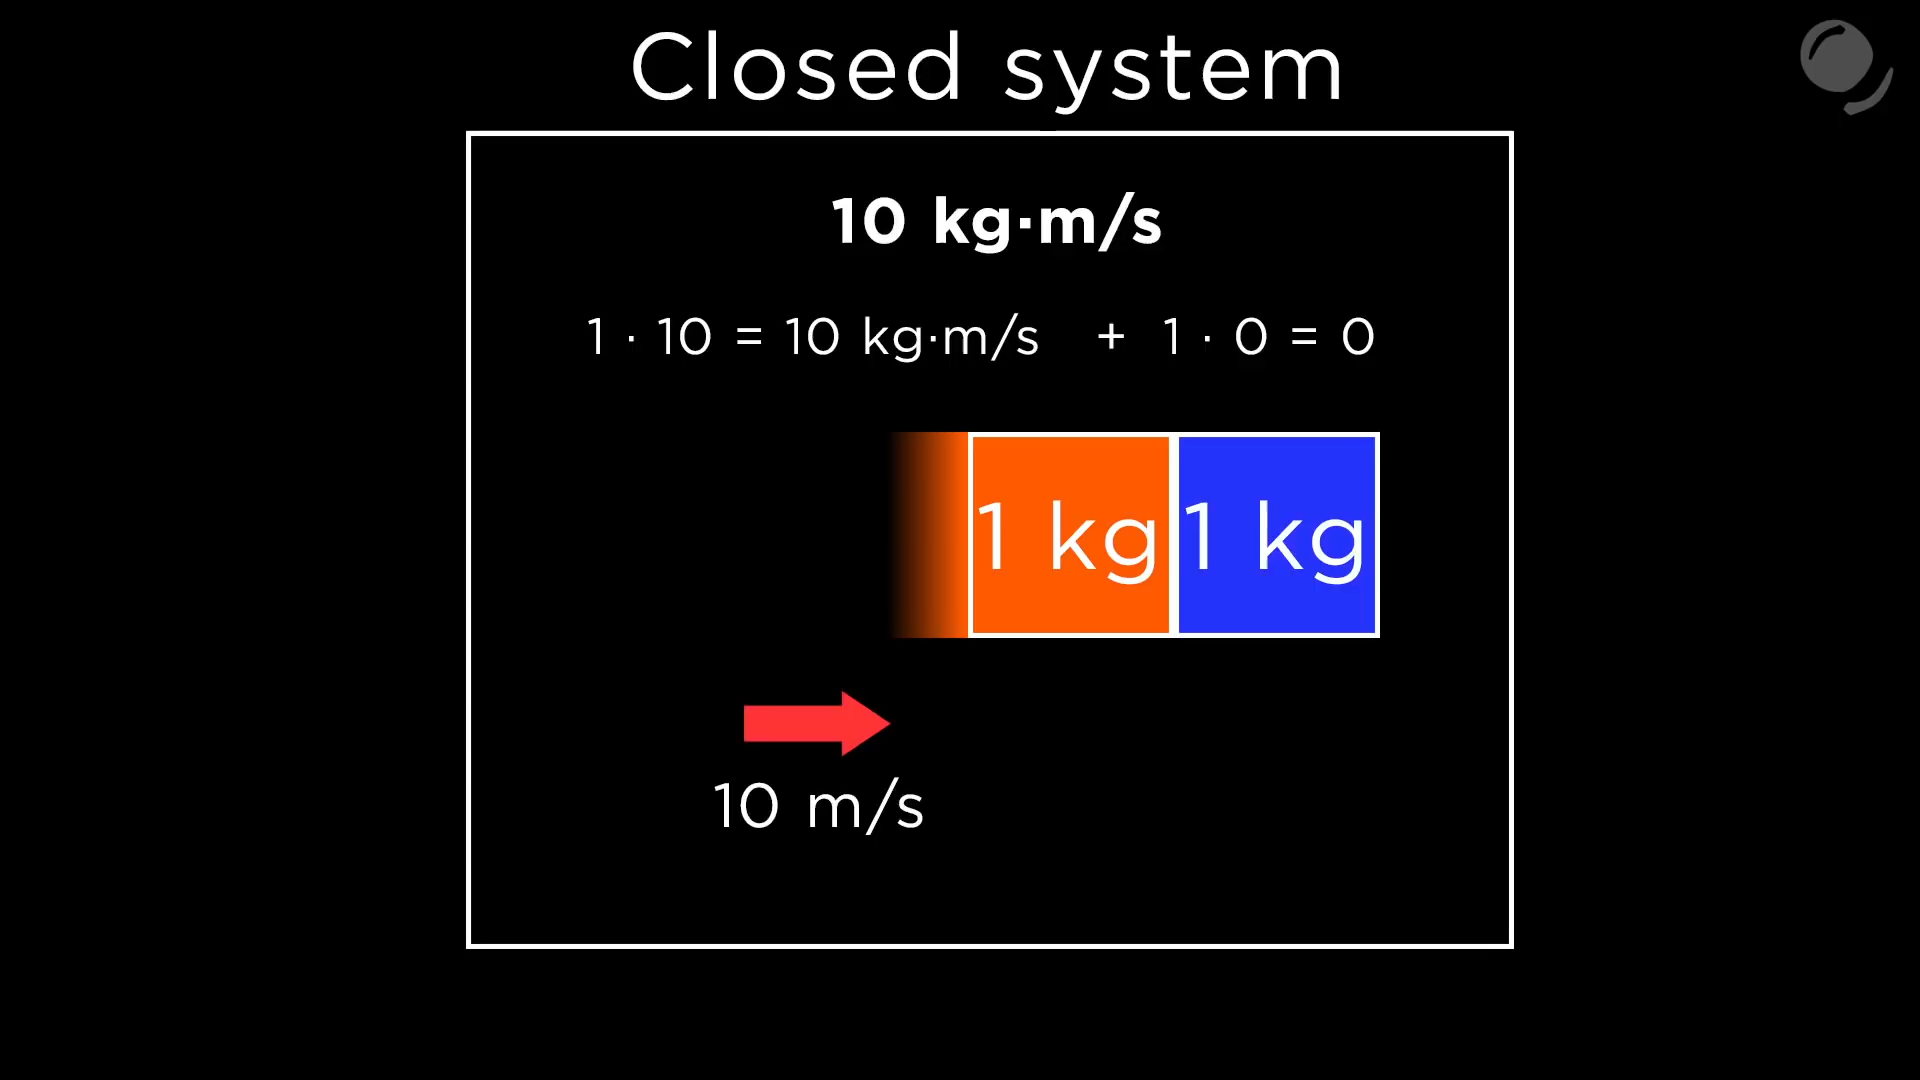 Closed system
10 kg·m/s
1 · 10 = 10 kg·m/s + 1 · 0 = 0
1 kg 1 kg
10 m/s